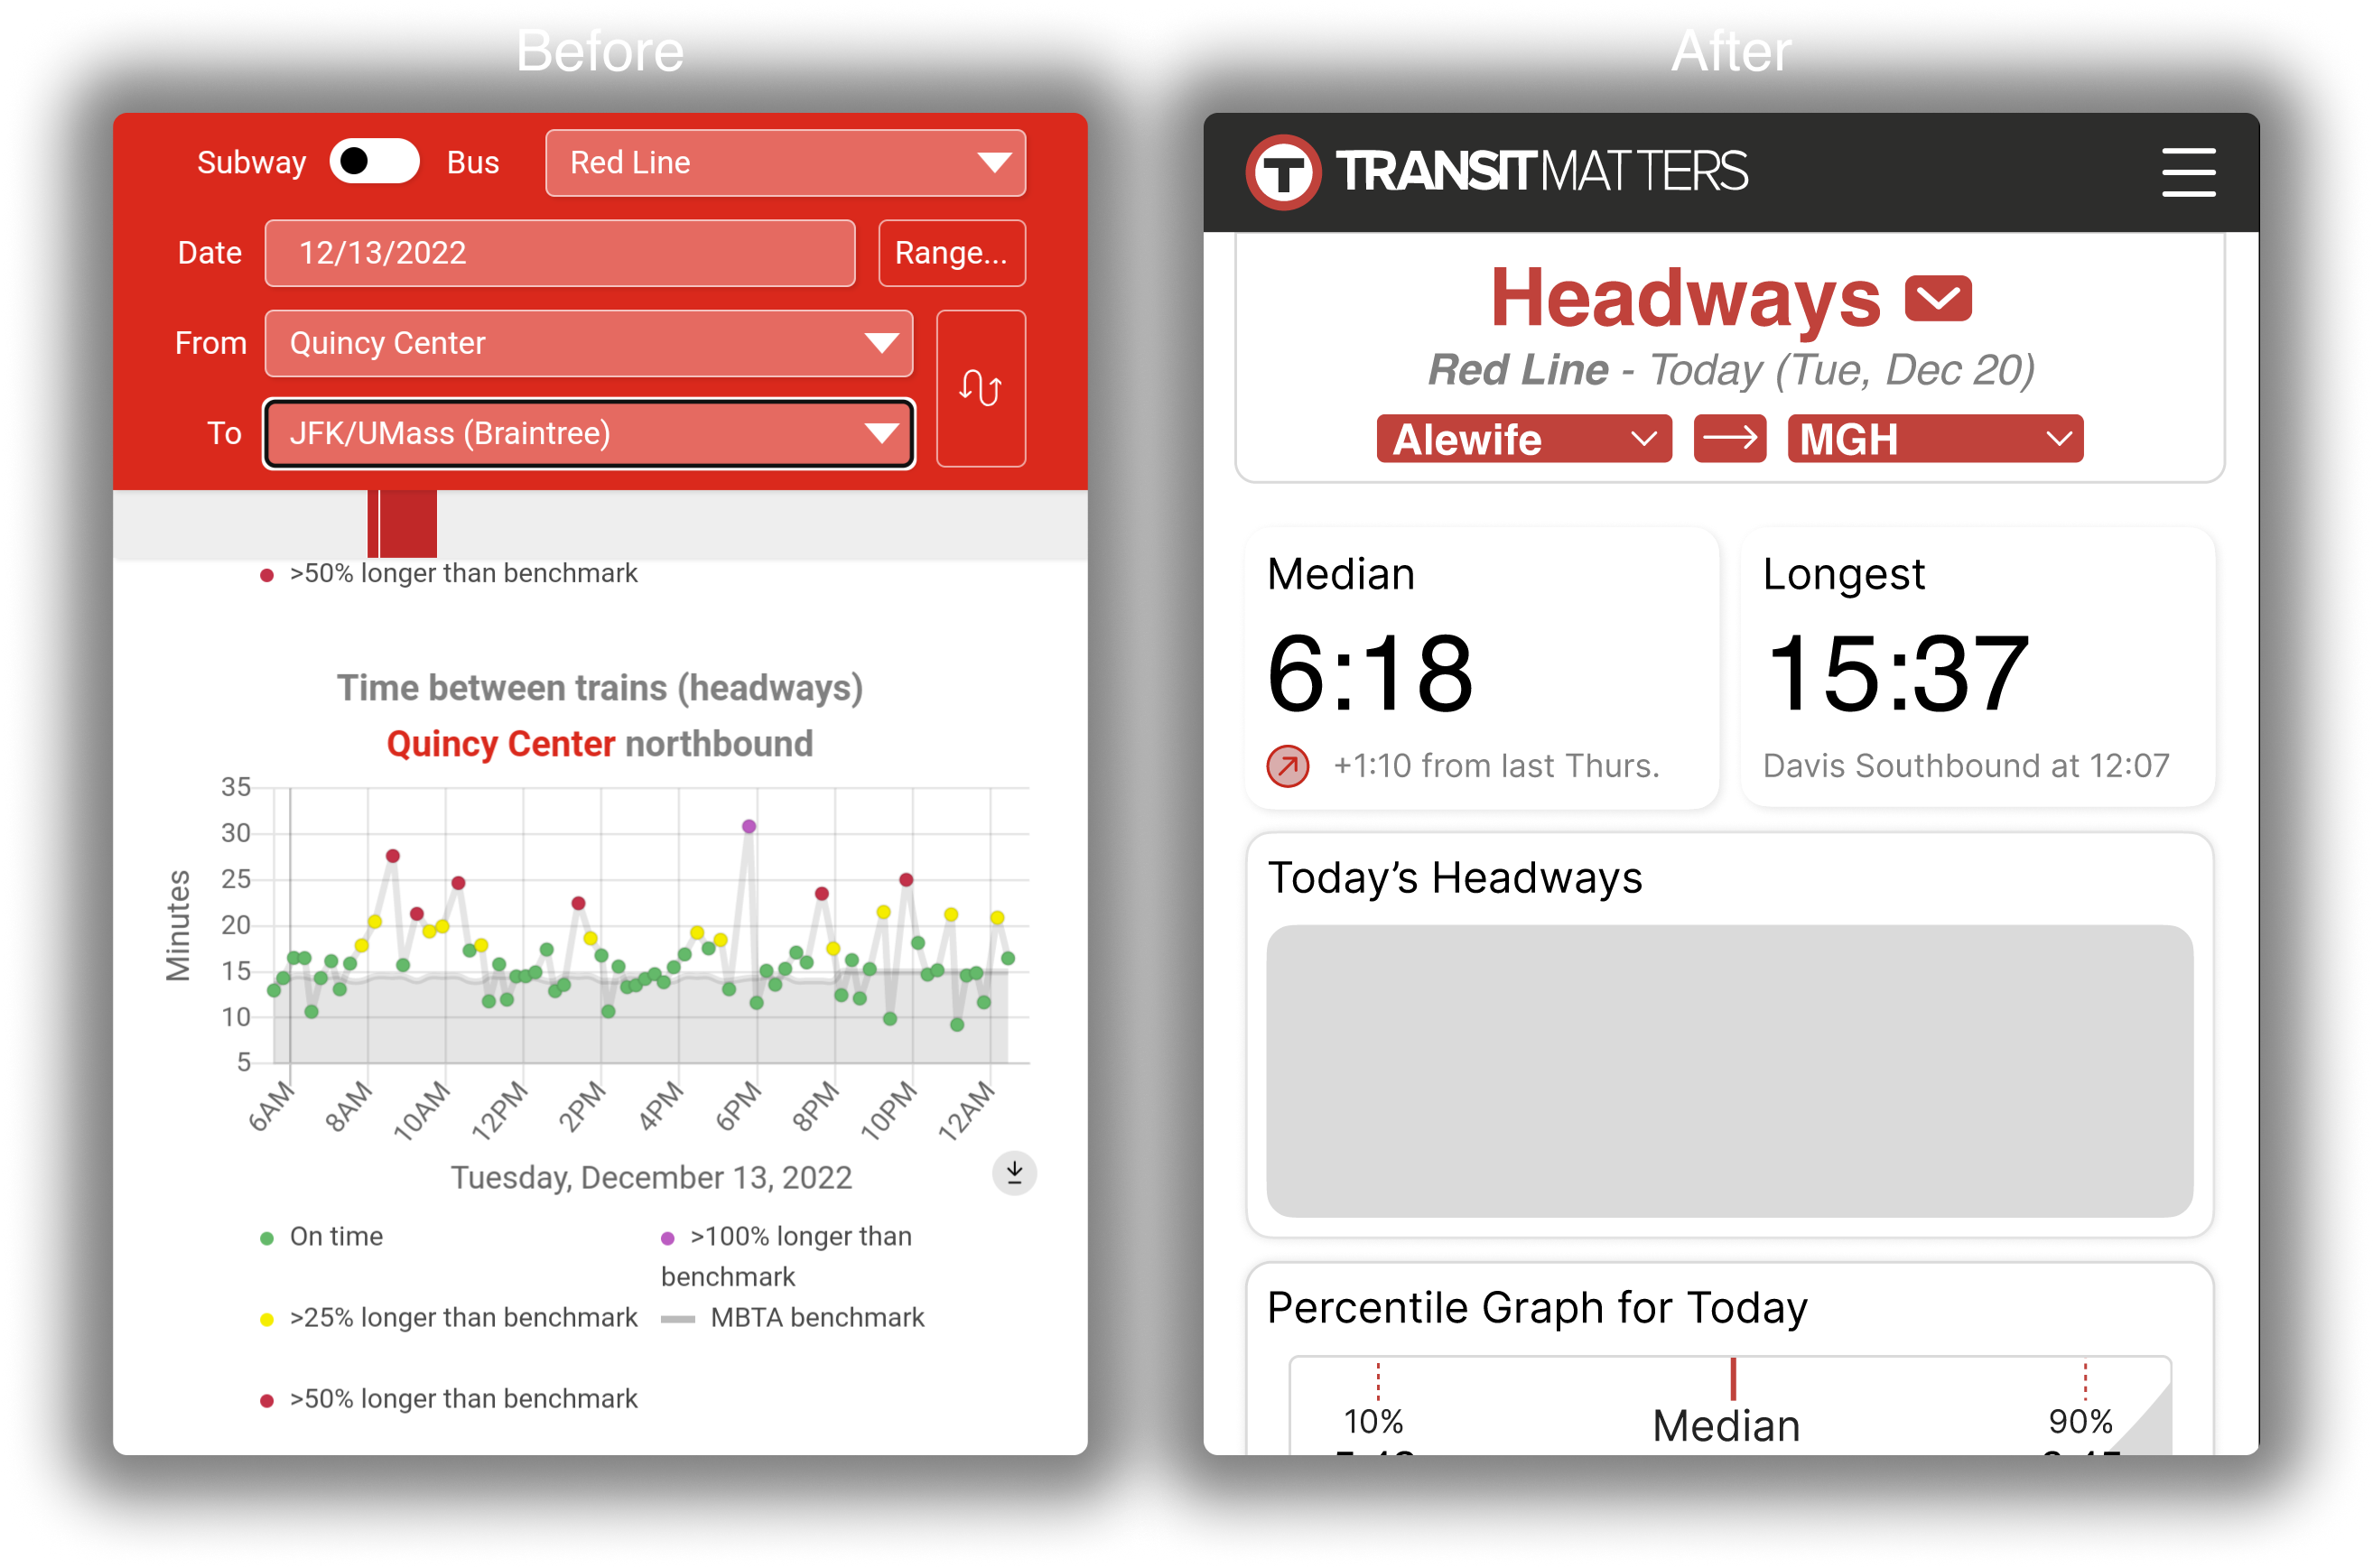 Before
Subway Bus Red Line
Date 12/13/2022 Range...
From Quincy Center
To JFK/UMass (Braintree)
>50% longer than benchmark
Time between trains (headways)
Quincy Center northbound
Minutes
35
30
25
20
15
10
5
6AM 8AM 10AM 12PM 2PM 4PM 6PM 8PM 10PM 12AM
Tuesday, December 13, 2022
On time
>100% longer than
benchmark
>25% longer than benchmark
MBTA benchmark
>50% longer than benchmark
After
T TRANSITMATTERS
Headways
Red Line - Today (Tue, Dec 20)
Alewife MGH
Median
6:18
+1:10 from last Thurs.
Longest
15:37
Davis Southbound at 12:07
Today’s Headways
Percentile Graph for Today
10% Median 90%